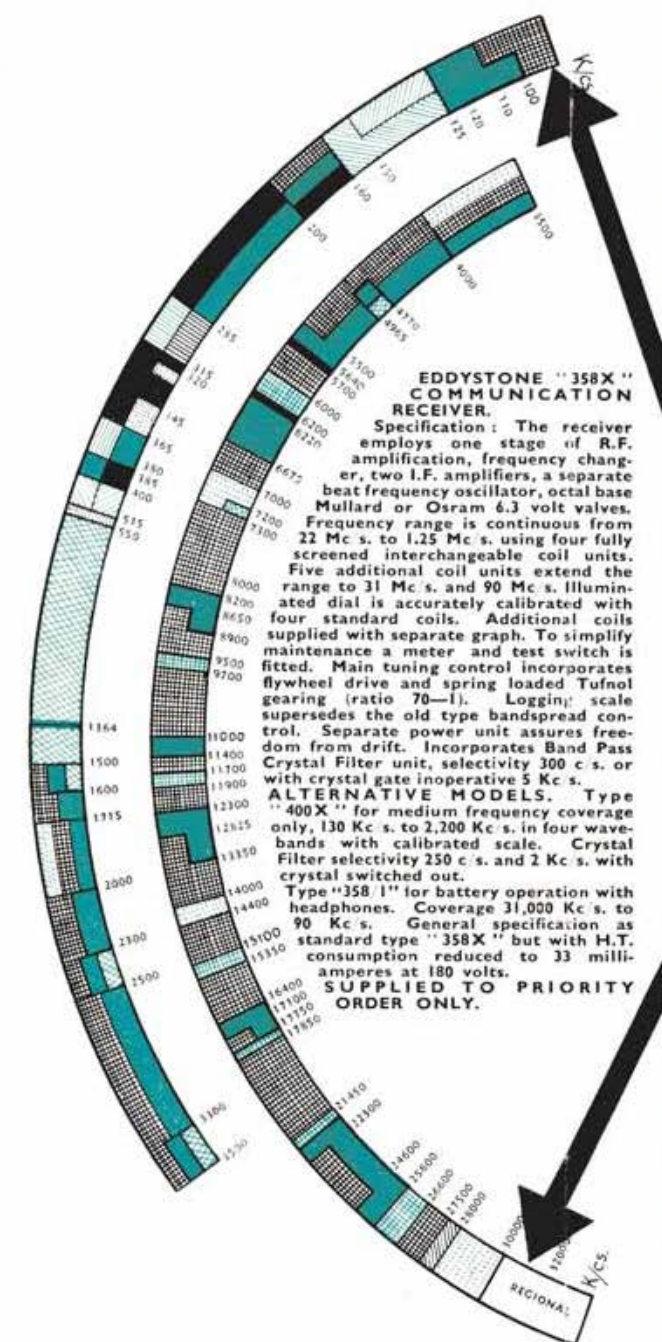 K/cs.
100
110
120
125
150
160
200
285
315
320
345
365
380
385
400
515
550
1364
1500
1600
1715
2000
2300
2500
3300
3500
3500
4000
4770
4965
5500
5640
5700
6000
6200
6220
6675
7000
7200
7300
8000
8200
8650
8900
9500
9700
11000
11400
11700
11900
12300
12825
13350
14000
14400
15100
15350
16400
17100
17750
17850
21450
22300
24600
25600
26600
27500
28000
30000
32000
K/cs.
REGIONAL
EDDYSTONE "358X"
COMMUNICATION
RECEIVER.
Specification: The receiver
employs one stage of R.F.
amplification, frequency chang-
er, two I.F. amplifiers, a separate
beat frequency oscillator, octal base
Mullard or Osram 6.3 volt valves.
Frequency range is continuous from
22 Mc s. to 1.25 Mc s. using four fully
screened interchangeable coil units.
Five additional coil units extend the
range to 31 Mc s. and 90 Mc s. Illumin-
ated dial is accurately calibrated with
four standard coils. Additional coils
supplied with separate graph. To simplify
maintenance a meter and test switch is
fitted. Main tuning control incorporates
flywheel drive and spring loaded Tufnol
gearing (ratio 70—1). Logging scale
supersedes the old type bandspread con-
trol. Separate power unit assures free-
dom from drift. Incorporates Band Pass
Crystal Filter unit, selectivity 300 c s. or
with crystal gate inoperative 5 Kc s.
ALTERNATIVE MODELS. Type
"400X" for medium frequency coverage
only, 130 Kc s. to 2,200 Kc s. in four wave-
bands with calibrated scale. Crystal
Filter selectivity 250 c s. and 2 Kc s. with
crystal switched out.
Type "358/1" for battery operation with
headphones. Coverage 31,000 Kc s. to
90 Kc s. General specification as
standard type "358X" but with H.T.
consumption reduced to 33 milli-
amperes at 180 volts.
SUPPLIED TO PRIORITY
ORDER ONLY.